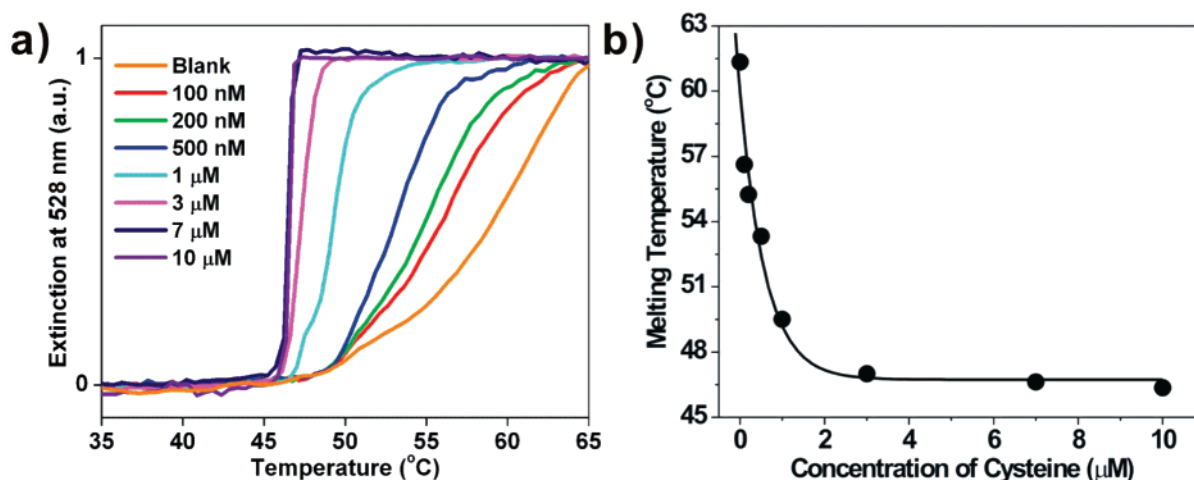 a)
Extinction at 528 nm (a.u.)
1
0
Blank
100 nM
200 nM
500 nM
1 μM
3 μM
7 μM
10 μM
35 40 45 50 55 60 65
Temperature (°C)
b)
Melting Temperature (°C)
63
60
57
54
51
48
45
0 2 4 6 8 10
Concentration of Cysteine (μM)